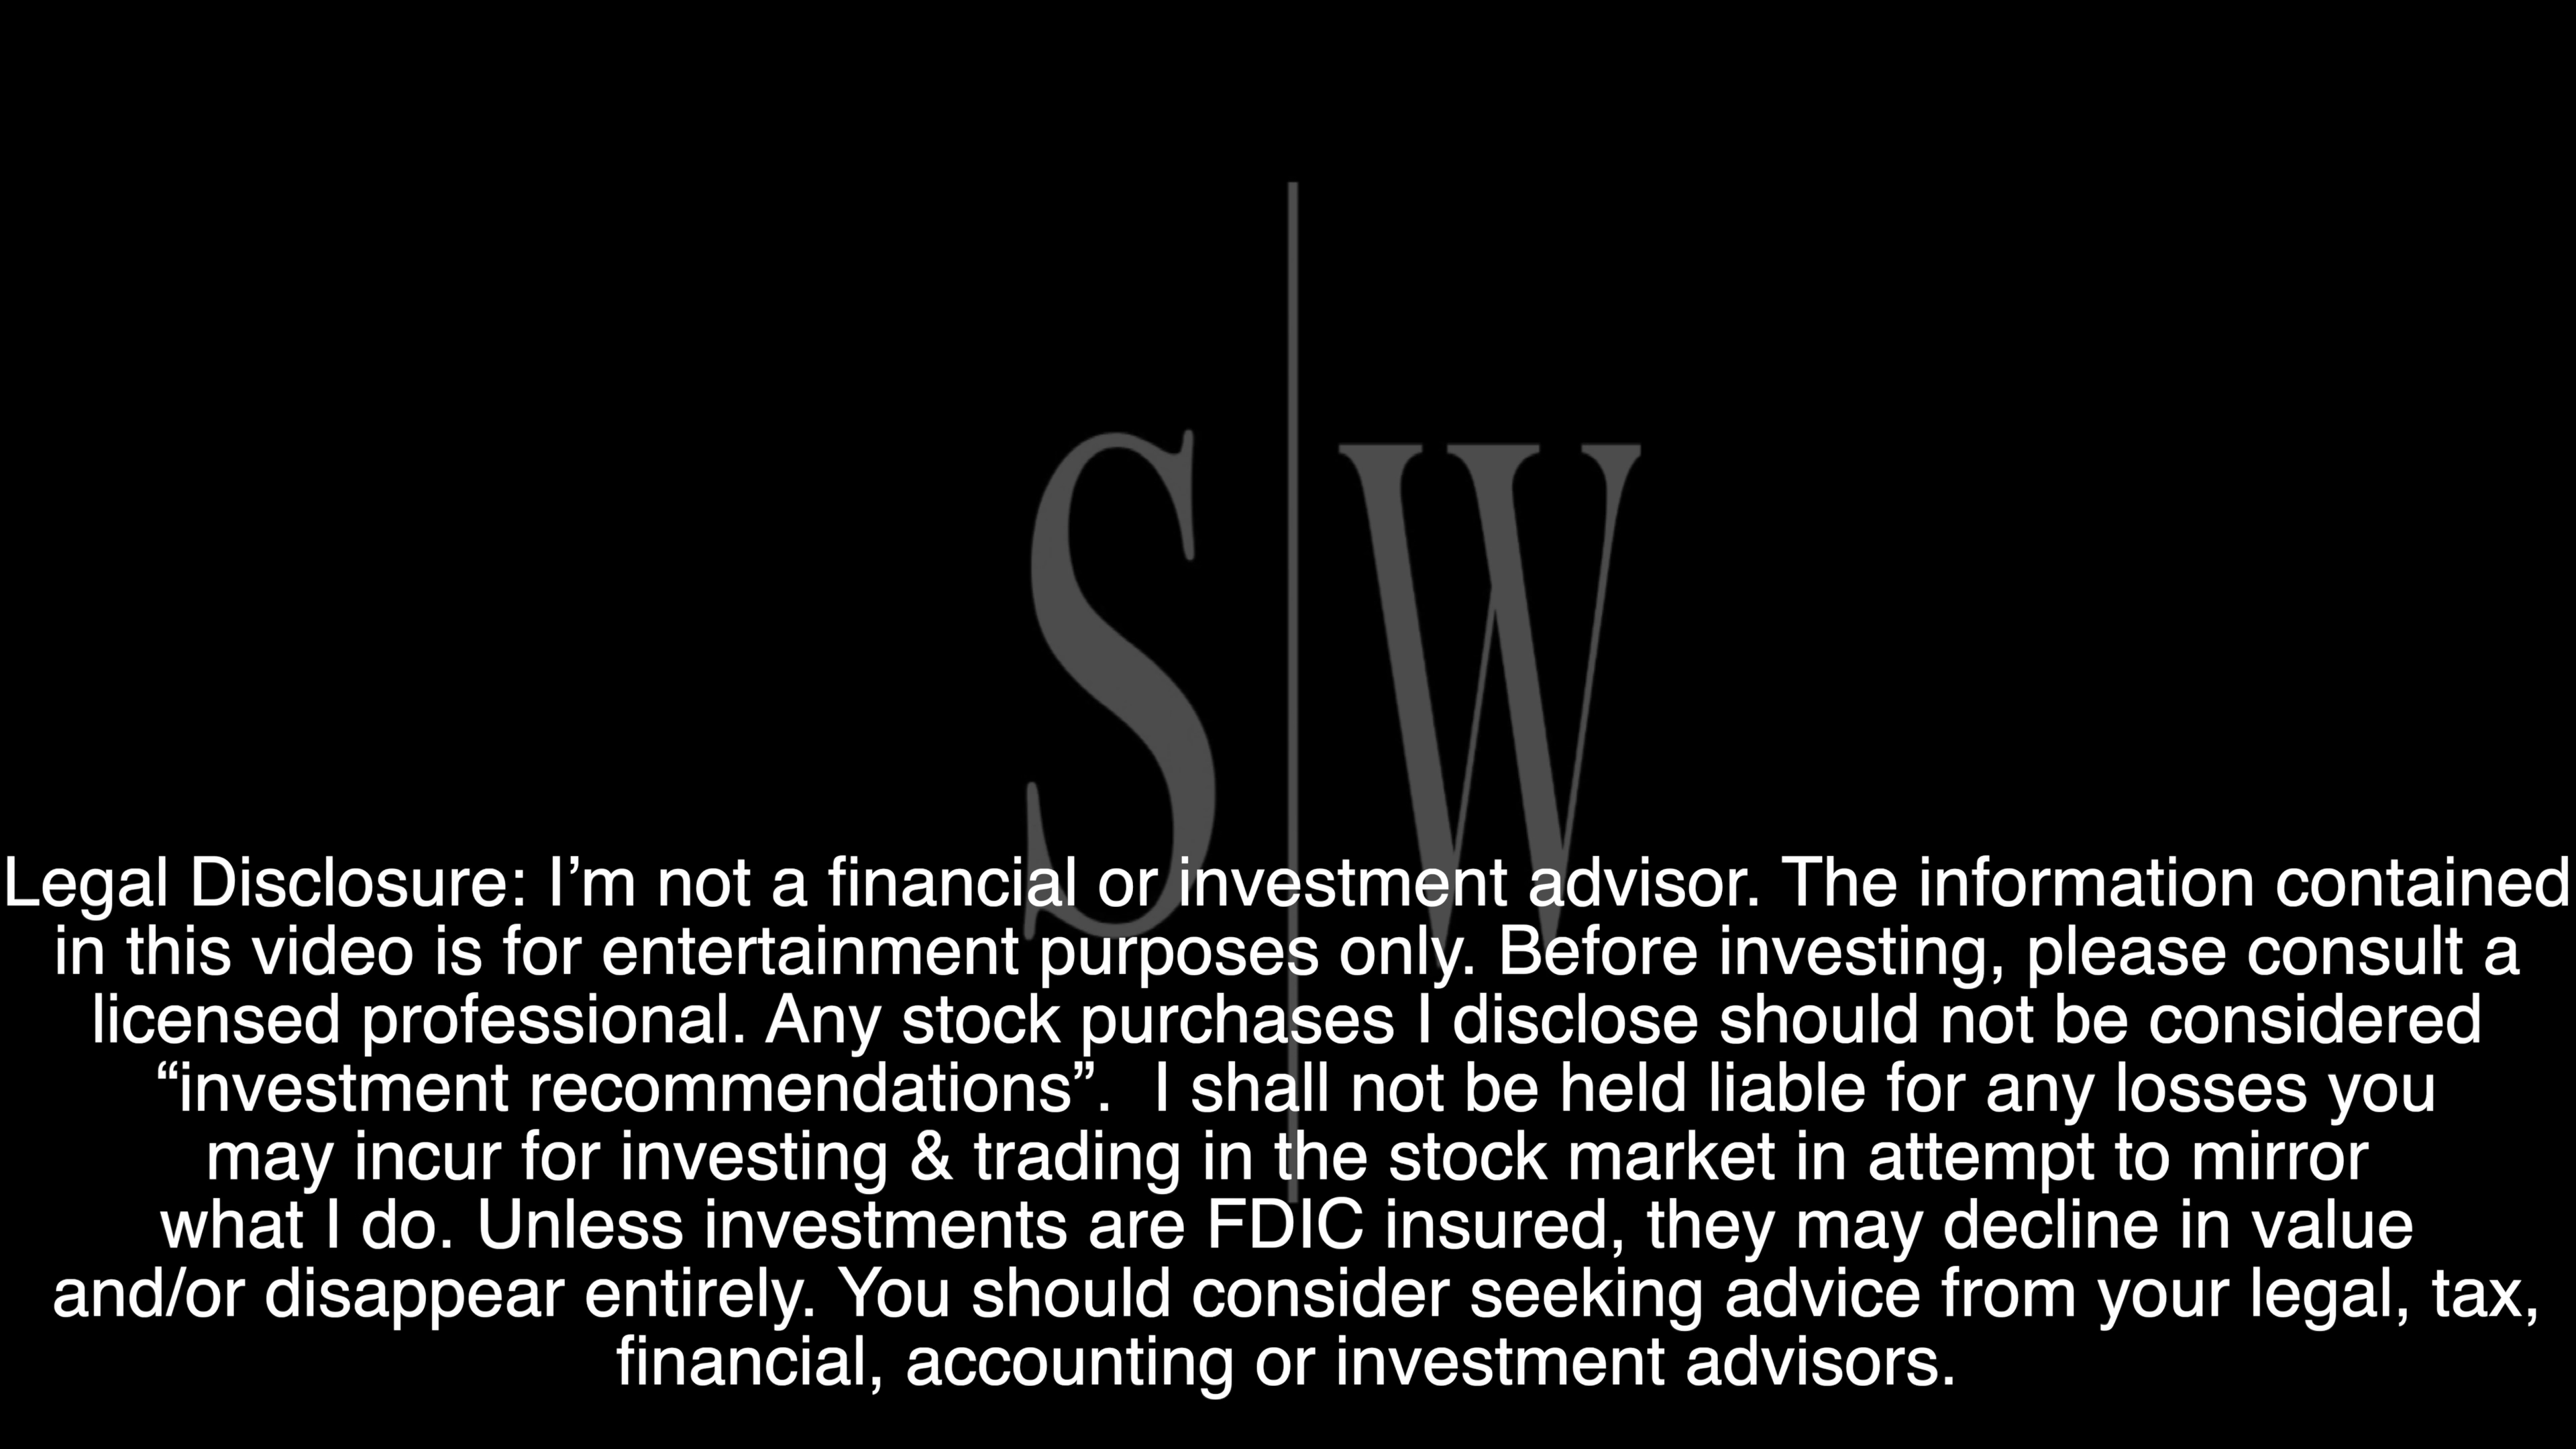 S|W
Legal Disclosure: I’m not a financial or investment advisor. The information contained
in this video is for entertainment purposes only. Before investing, please consult a
licensed professional. Any stock purchases I disclose should not be considered
“investment recommendations”.  I shall not be held liable for any losses you
may incur for investing & trading in the stock market in attempt to mirror
what I do. Unless investments are FDIC insured, they may decline in value
and/or disappear entirely. You should consider seeking advice from your legal, tax,
financial, accounting or investment advisors.